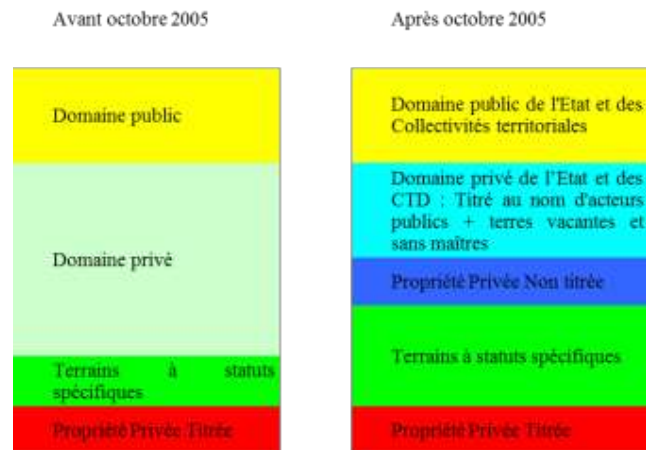 Avant octobre 2005
Domaine public
Domaine privé
Terrains à statuts
spécifiques
Propriété Privée Titrée
Après octobre 2005
Domaine public de l'Etat et des
Collectivités territoriales
Domaine privé de l'Etat et des
CTD : Titré au nom d'acteurs
publics + terres vacantes et
sans maîtres
Propriété Privée Non titrée
Terrains à statuts spécifiques
Propriété Privée Titrée